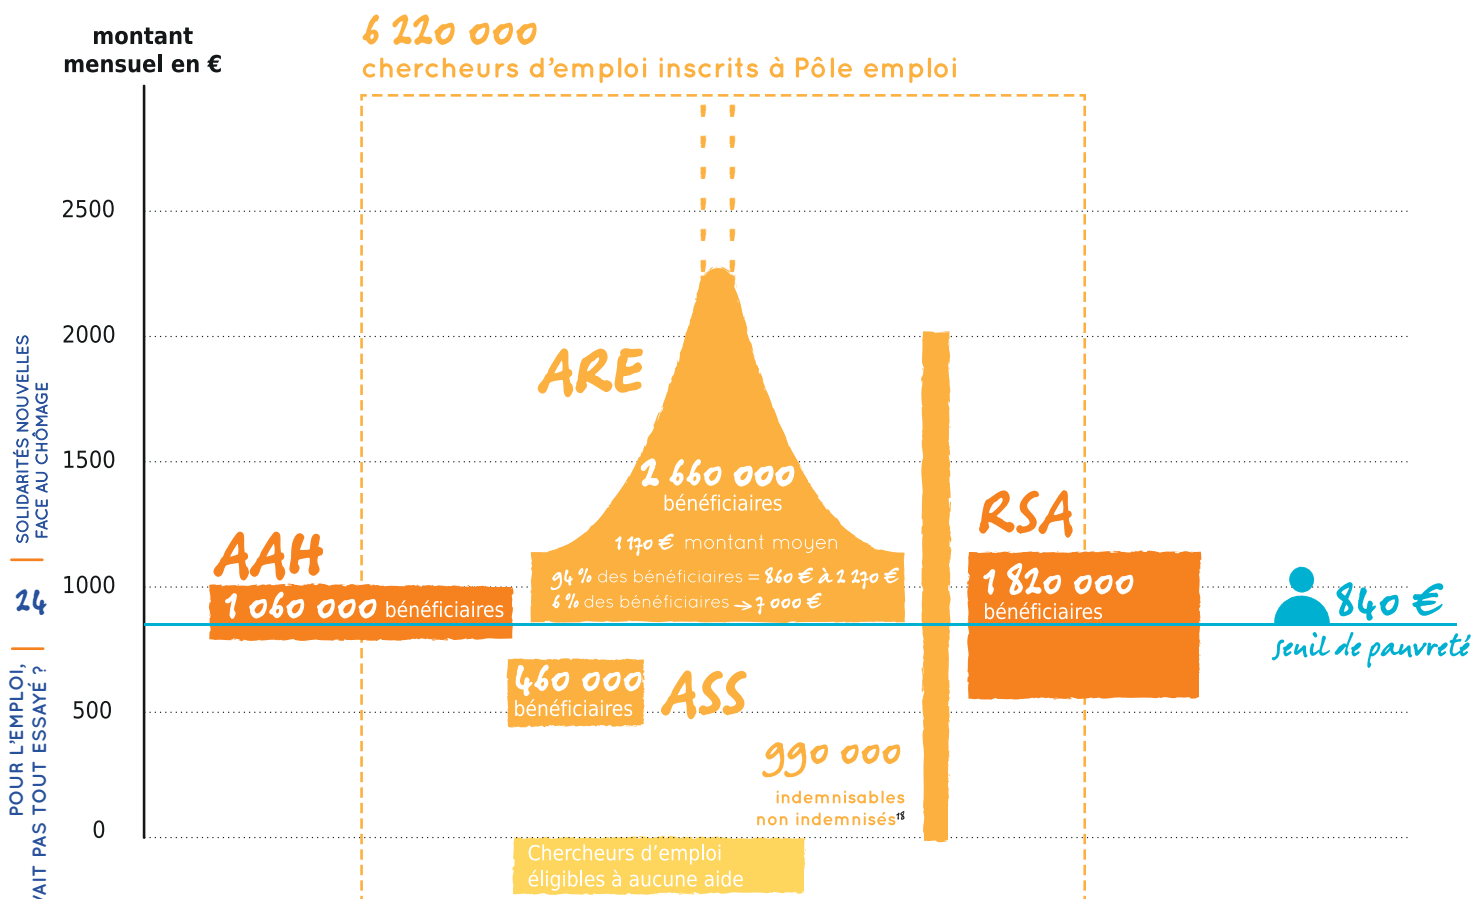 montant
mensuel en €
6 220 000
chercheurs d'emploi inscrits à Pôle emploi
2500
2000
1500
1000
500
0
ARE
2 660 000
bénéficiaires
1 170 € montant moyen
94 % des bénéficiaires = 860 € à 2 270 €
6 % des bénéficiaires → 7 000 €
AAH
1 060 000 bénéficiaires
460 000
bénéficiaires
ASS
990 000
indemnisables
non indemnisés¹⁸
RSA
1 820 000
bénéficiaires
840 €
seuil de pauvreté
Chercheurs d'emploi
éligibles à aucune aide
SOLIDARITÉS NOUVELLES
FACE AU CHÔMAGE
24
POUR L'EMPLOI,
PAS TOUT ESSAYÉ ?